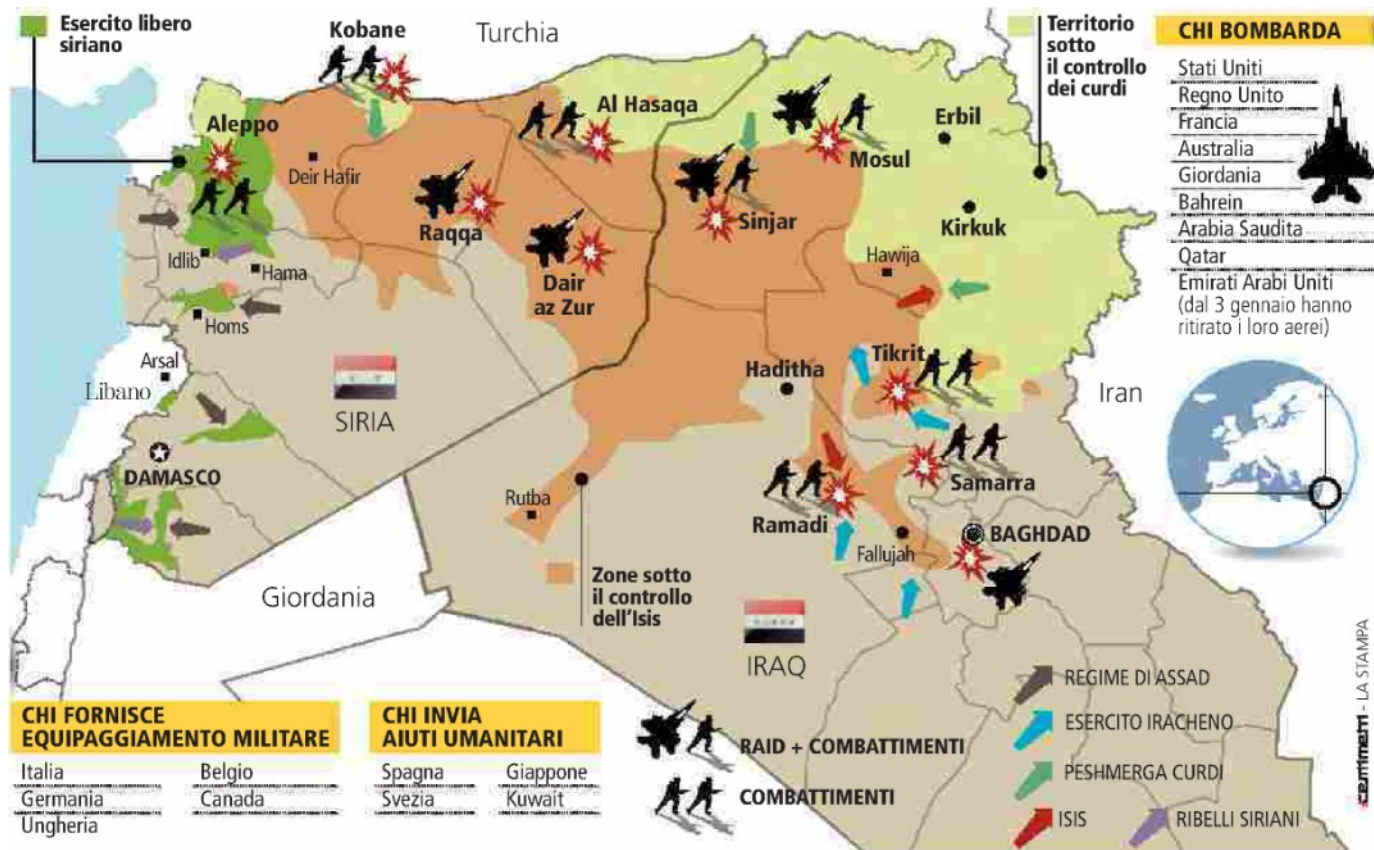 Esercito libero
siriano
Kobane
Turchia
Territorio
sotto
il controllo
dei curdi
CHI BOMBARDA
Stati Uniti
Regno Unito
Francia
Australia
Giordania
Bahrein
Arabia Saudita
Qatar
Emirati Arabi Uniti
(dal 3 gennaio hanno
ritirato i loro aerei)
Aleppo
Deir Hafir
Al Hasaqa
Mosul
Erbil
Raqqa
Sinjar
Kirkuk
Idlib
Hama
Dair
az Zur
Hawija
Homs
Arsal
Libano
SIRIA
Haditha
Tikrit
Iran
DAMASCO
Rutba
Ramadi
Samarra
Fallujah
BAGHDAD
Giordania
Zone sotto
il controllo
dell'Isis
IRAQ
CHI FORNISCE
EQUIPAGGIAMENTO MILITARE
Italia
Belgio
Germania
Canada
Ungheria
CHI INVIA
AIUTI UMANITARI
Spagna
Giappone
Svezia
Kuwait
RAID + COMBATTIMENTI
COMBATTIMENTI
REGIME DI ASSAD
ESERCITO IRACHENO
PESHMERGA CURDI
ISIS
RIBELLI SIRIANI
centimetri - LA STAMPA